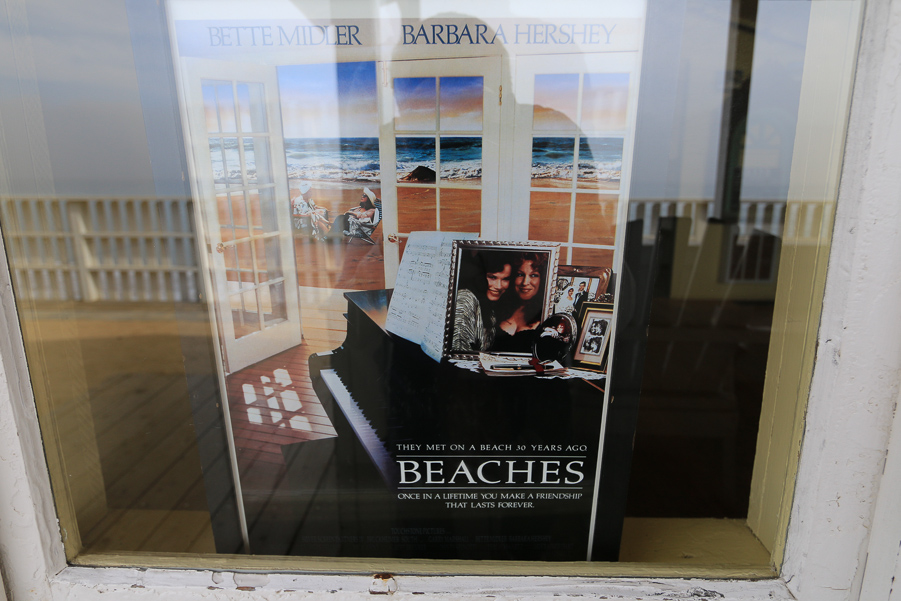 BETTE MIDLER BARBARA HERSHEY
THEY MET ON A BEACH 30 YEARS AGO
BEACHES
ONCE IN A LIFETIME YOU MAKE A FRIENDSHIP
THAT LASTS FOREVER.